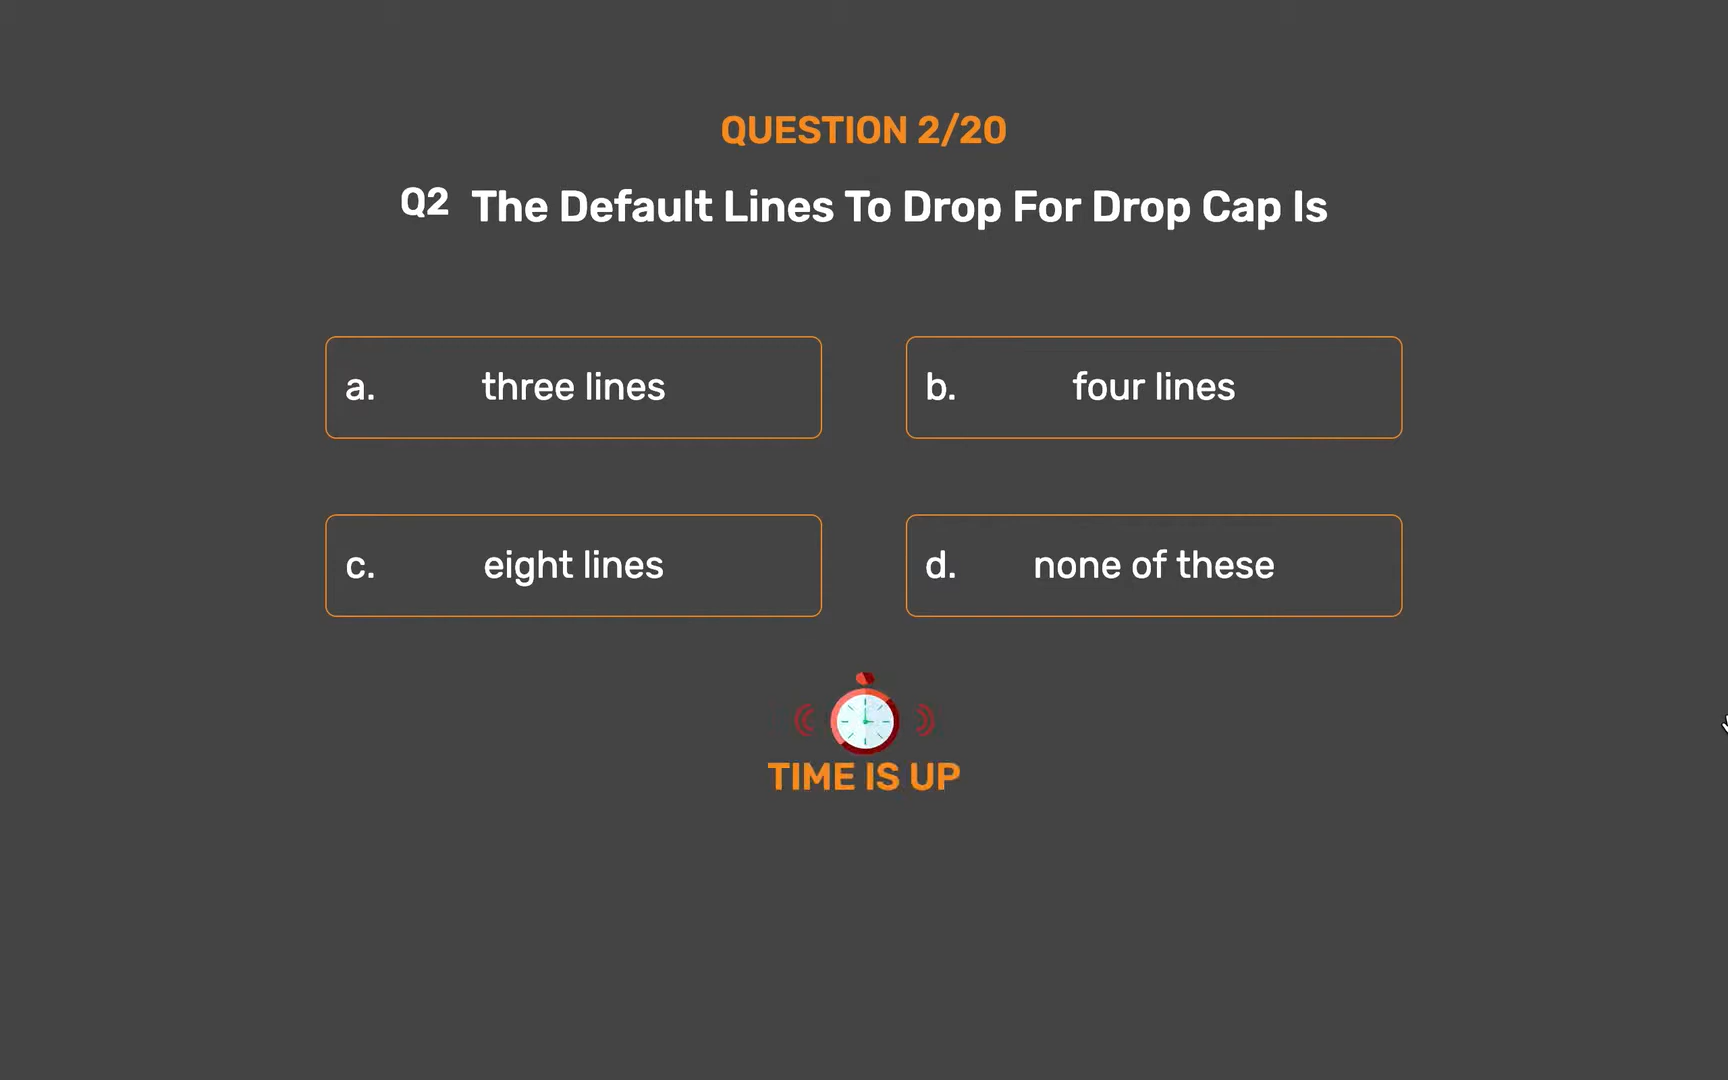 QUESTION 2/20
Q2 The Default Lines To Drop For Drop Cap Is
a. three lines
b. four lines
c. eight lines
d. none of these
TIME IS UP